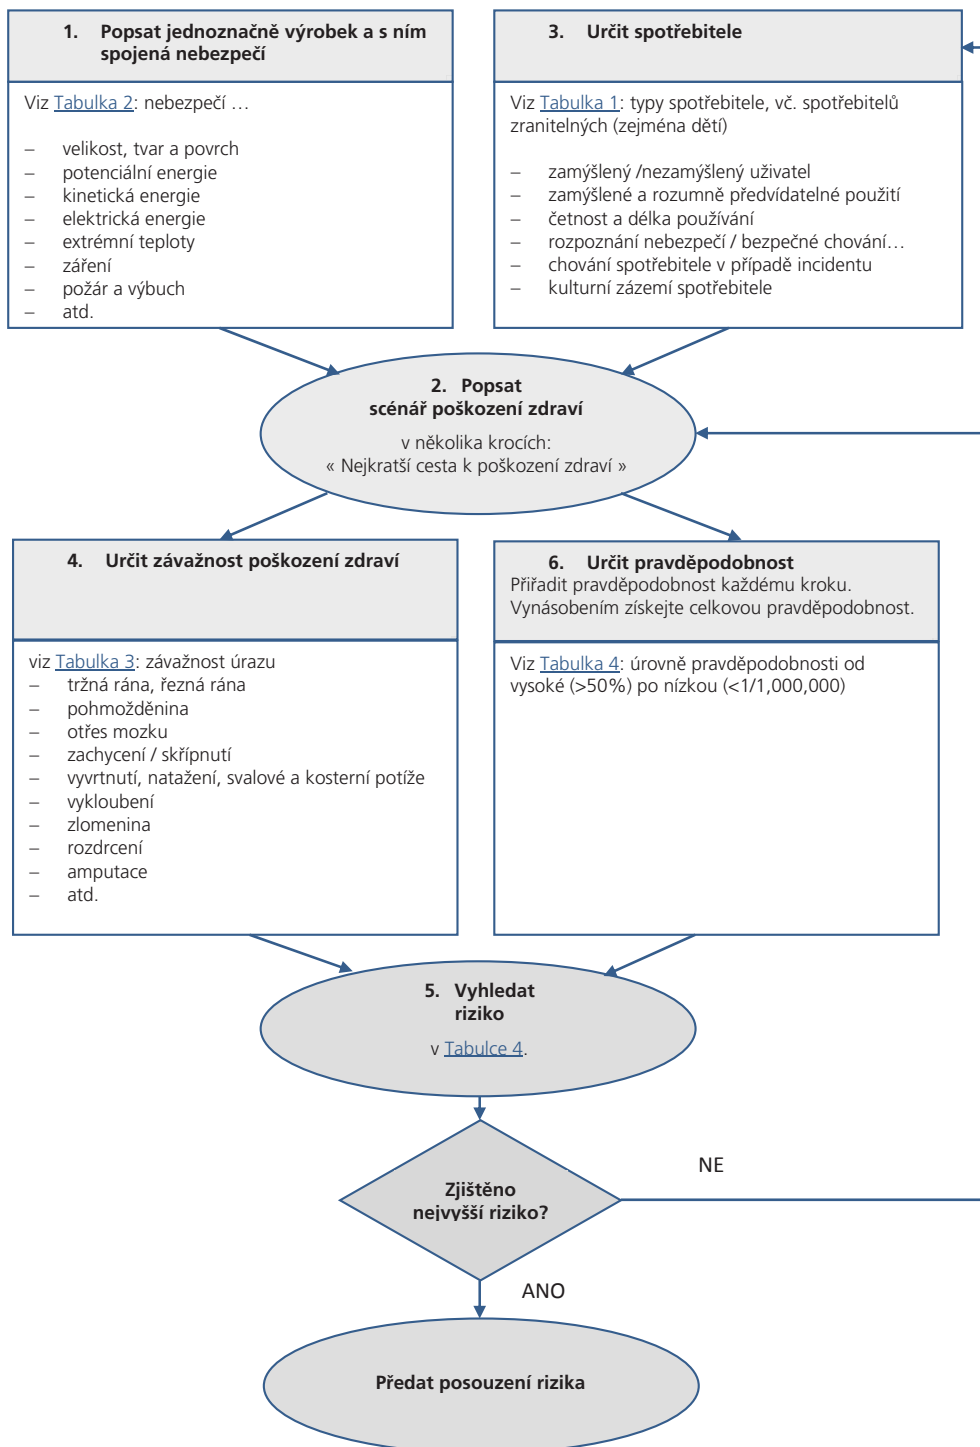 1. Popsat jednoznačně výrobek a s ním
spojená nebezpečí
Viz Tabulka 2: nebezpečí …
– velikost, tvar a povrch
– potenciální energie
– kinetická energie
– elektrická energie
– extrémní teploty
– záření
– požár a výbuch
– atd.
3. Určit spotřebitele
Viz Tabulka 1: typy spotřebitele, vč. spotřebitelů
zranitelných (zejména dětí)
– zamýšlený /nezamýšlený uživatel
– zamýšlené a rozumně předvídatelné použití
– četnost a délka používání
– rozpoznání nebezpečí / bezpečné chování…
– chování spotřebitele v případě incidentu
– kulturní zázemí spotřebitele
2. Popsat
scénář poškození zdraví
v několika krocích:
« Nejkratší cesta k poškození zdraví »
4. Určit závažnost poškození zdraví
viz Tabulka 3: závažnost úrazu
– tržná rána, řezná rána
– pohmožděnina
– otřes mozku
– zachycení / skřípnutí
– vyvrtnutí, natažení, svalové a kosterní potíže
– vykloubení
– zlomenina
– rozdrcení
– amputace
– atd.
6. Určit pravděpodobnost
Přiřadit pravděpodobnost každému kroku.
Vynásobením získejte celkovou pravděpodobnost.
Viz Tabulka 4: úrovně pravděpodobnosti od
vysoké (>50%) po nízkou (<1/1,000,000)
5. Vyhledat
riziko
v Tabulce 4.
Zjištěno
nejvyšší riziko?
NE
ANO
Předat posouzení rizika